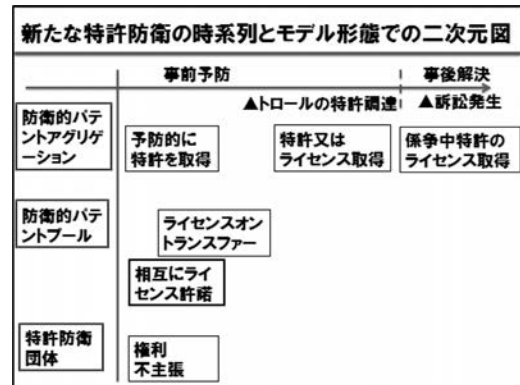 新たな特許防衛の時系列とモデル形態での二次元図
事前予防
事後解決
▲トロールの特許調達
▲訴訟発生
防衛的パテ
ントアグリゲ
ーション
予防的に
特許を取得
特許又は
ライセンス取得
係争中特許の
ライセンス取得
防衛的パテ
ントプール
ライセンスオン
トランスファー
相互にライ
センス許諾
特許防衛
団体
権利
不主張